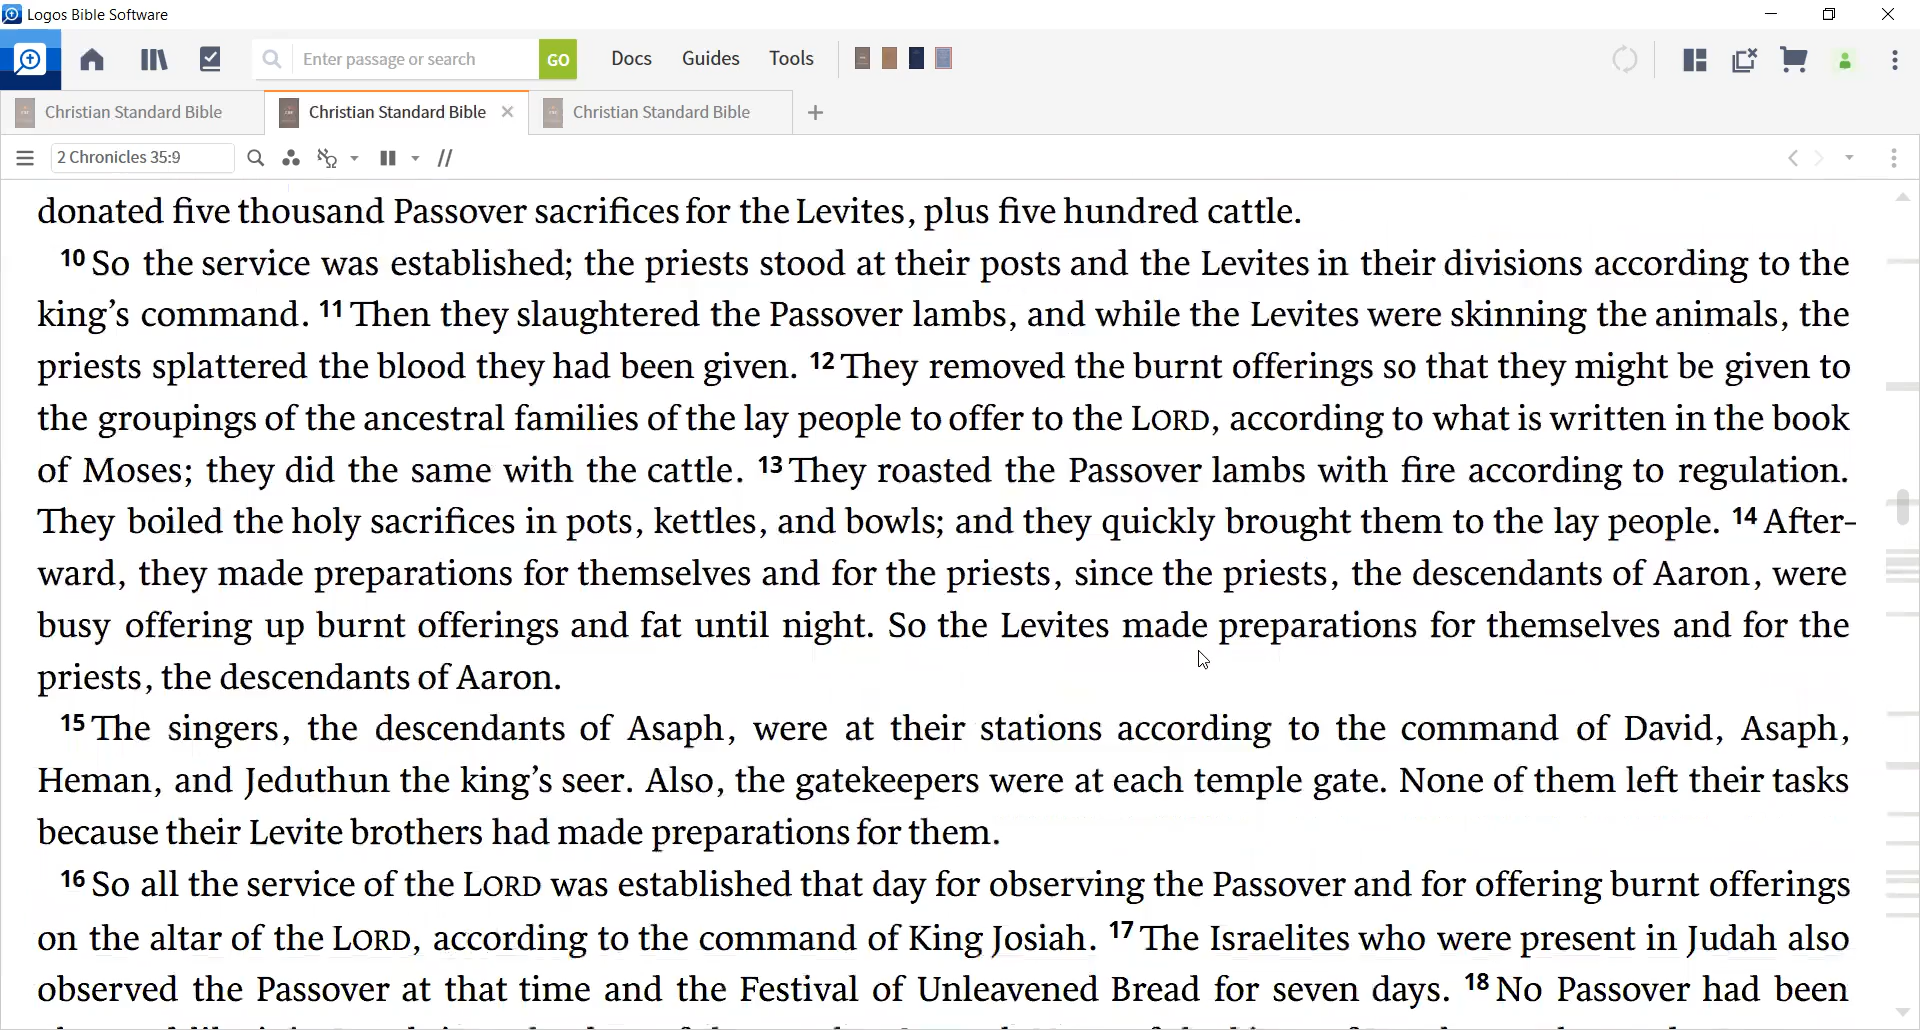 Logos Bible Software
Enter passage or search
GO
Docs
Guides
Tools
Christian Standard Bible
Christian Standard Bible
Christian Standard Bible
2 Chronicles 35:9
donated five thousand Passover sacrifices for the Levites, plus five hundred cattle.
10 So the service was established; the priests stood at their posts and the Levites in their divisions according to the
king’s command. 11 Then they slaughtered the Passover lambs, and while the Levites were skinning the animals, the
priests splattered the blood they had been given. 12 They removed the burnt offerings so that they might be given to
the groupings of the ancestral families of the lay people to offer to the LORD, according to what is written in the book
of Moses; they did the same with the cattle. 13 They roasted the Passover lambs with fire according to regulation.
They boiled the holy sacrifices in pots, kettles, and bowls; and they quickly brought them to the lay people. 14 After-
ward, they made preparations for themselves and for the priests, since the priests, the descendants of Aaron, were
busy offering up burnt offerings and fat until night. So the Levites made preparations for themselves and for the
priests, the descendants of Aaron.
15 The singers, the descendants of Asaph, were at their stations according to the command of David, Asaph,
Heman, and Jeduthun the king’s seer. Also, the gatekeepers were at each temple gate. None of them left their tasks
because their Levite brothers had made preparations for them.
16 So all the service of the LORD was established that day for observing the Passover and for offering burnt offerings
on the altar of the LORD, according to the command of King Josiah. 17 The Israelites who were present in Judah also
observed the Passover at that time and the Festival of Unleavened Bread for seven days. 18 No Passover had been